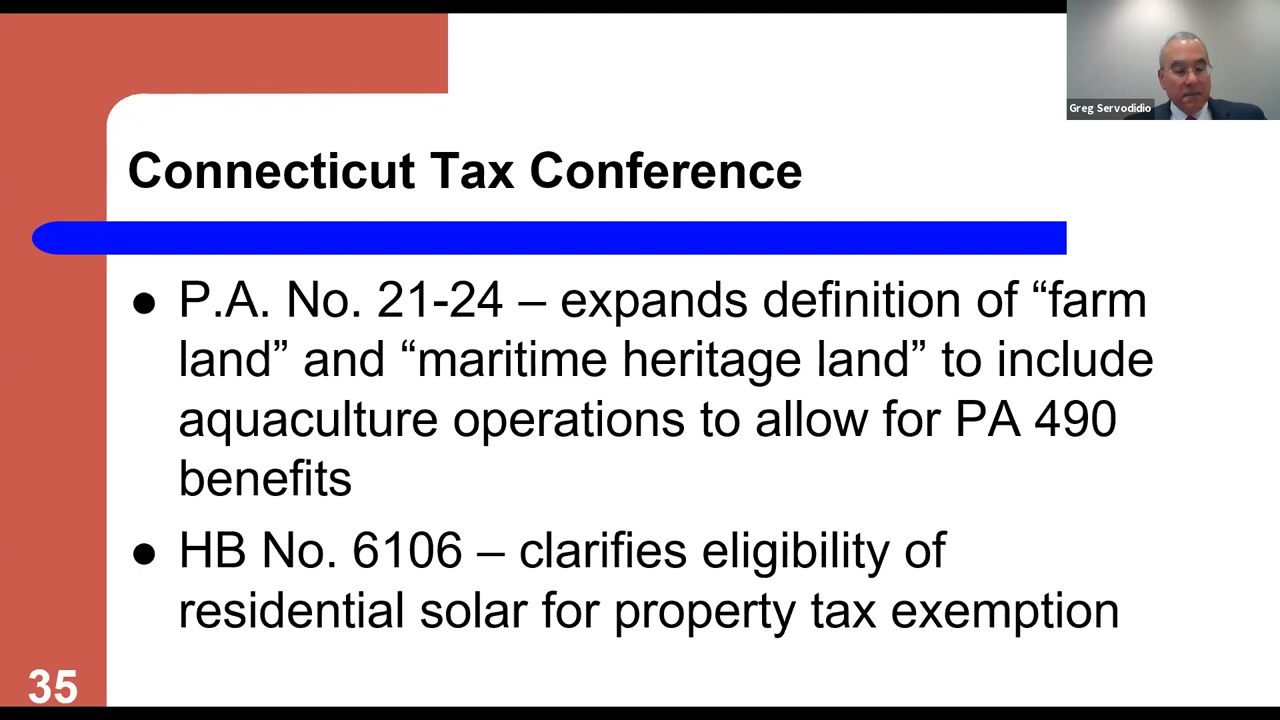 Greg Servodidio
Connecticut Tax Conference
● P.A. No. 21-24 – expands definition of “farm
land” and “maritime heritage land” to include
aquaculture operations to allow for PA 490
benefits
● HB No. 6106 – clarifies eligibility of
residential solar for property tax exemption
35